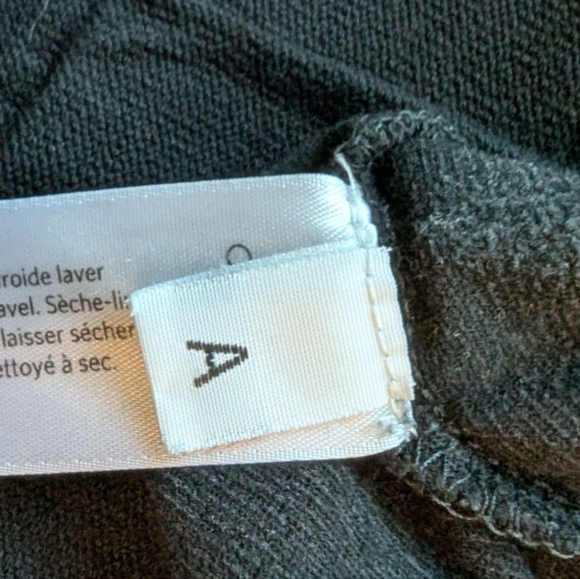 roide laver
avel. Sèche-li
laisser sécher
ettoyé à sec.
A